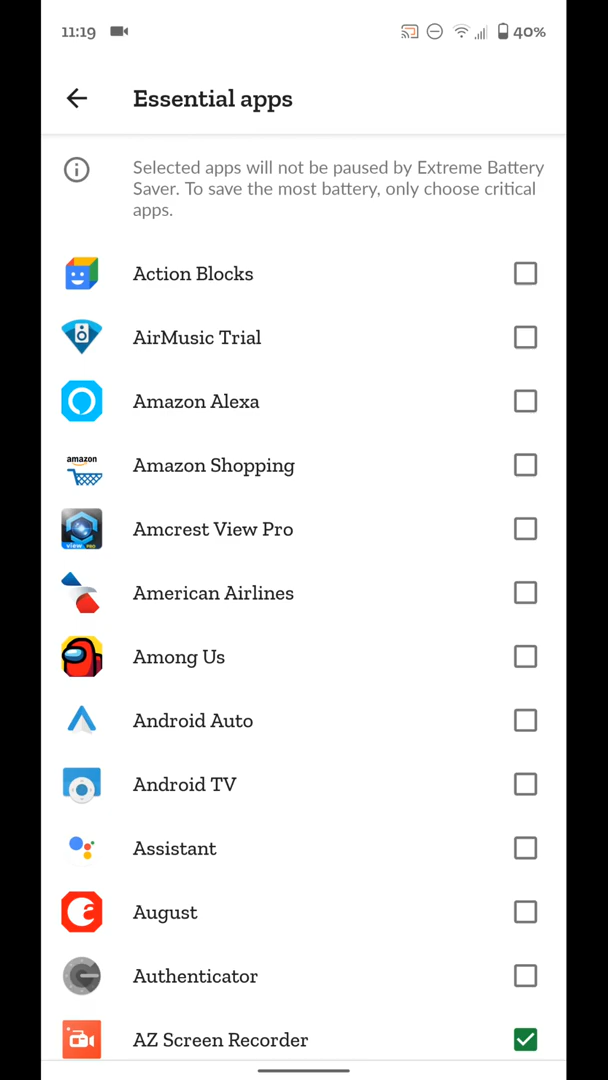 11:19
40%
Essential apps
Selected apps will not be paused by Extreme Battery
Saver. To save the most battery, only choose critical
apps.
Action Blocks
AirMusic Trial
Amazon Alexa
amazon
Amazon Shopping
view PRO
Amcrest View Pro
American Airlines
Among Us
Android Auto
Android TV
Assistant
August
Authenticator
AZ Screen Recorder